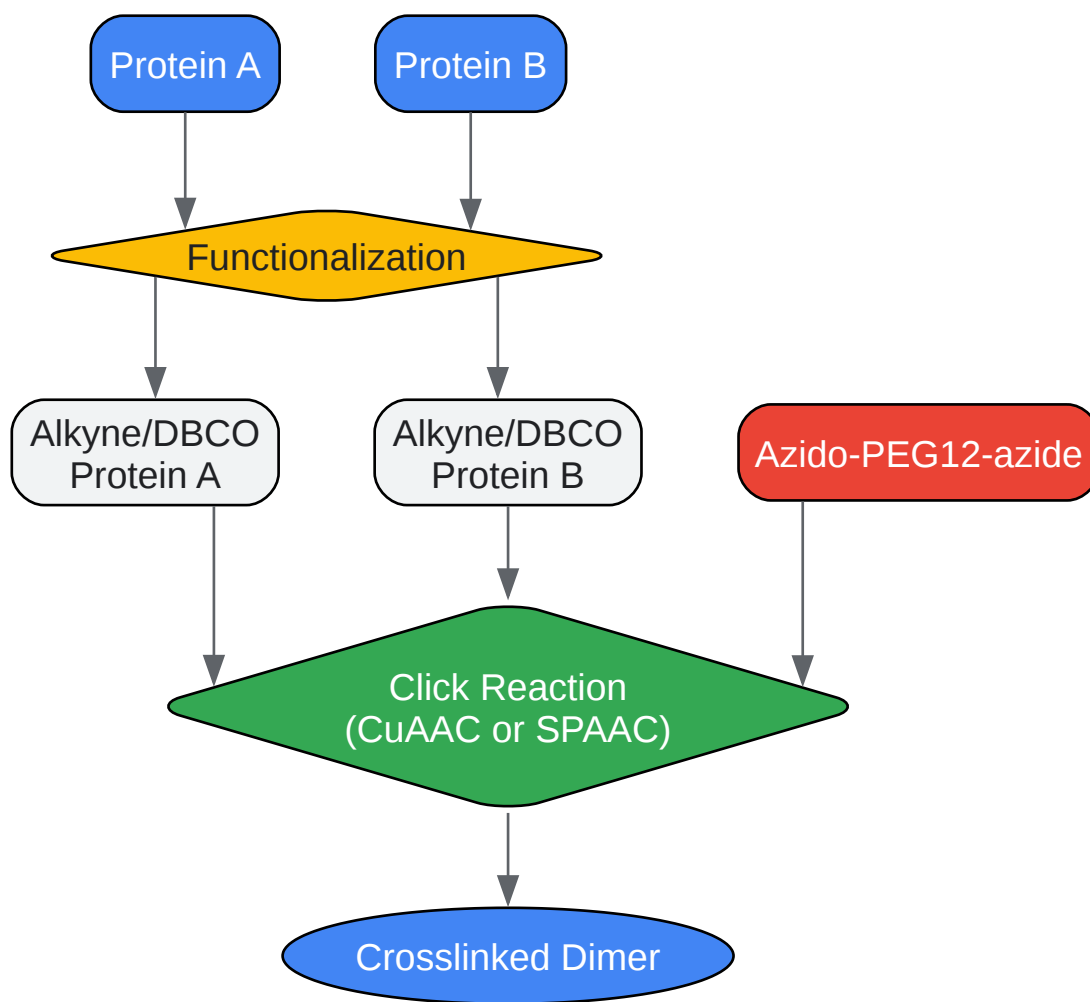 Protein A
Protein B
Functionalization
Alkyne/DBCO
Protein A
Alkyne/DBCO
Protein B
Azido-PEG12-azide
Click Reaction
(CuAAC or SPAAC)
Crosslinked Dimer